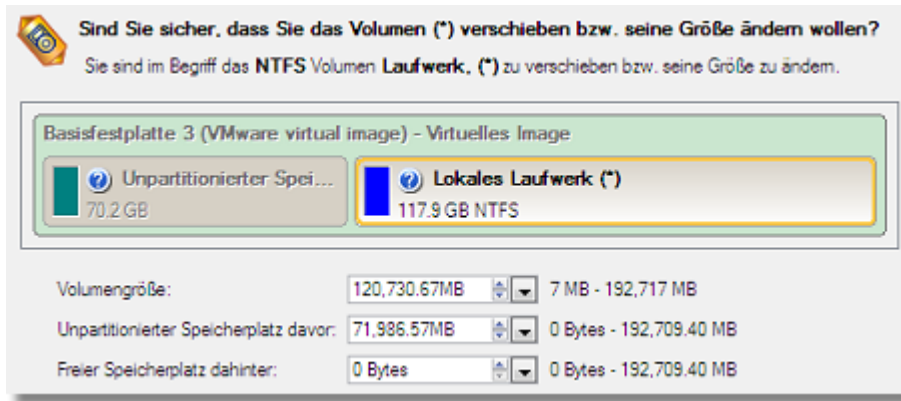 Sind Sie sicher, dass Sie das Volumen (*) verschieben bzw. seine Größe ändern wollen?
Sie sind im Begriff das NTFS Volumen Laufwerk, (*) zu verschieben bzw. seine Größe zu ändern.
Basisfestplatte 3 (VMware virtual image) - Virtuelles Image
Unpartitionierter Spei...
70.2 GB
Lokales Laufwerk (*)
117.9 GB NTFS
Volumengröße: 120,730.67MB 7 MB - 192,717 MB
Unpartitionierter Speicherplatz davor: 71,986.57MB 0 Bytes - 192,709.40 MB
Freier Speicherplatz dahinter: 0 Bytes 0 Bytes - 192,709.40 MB